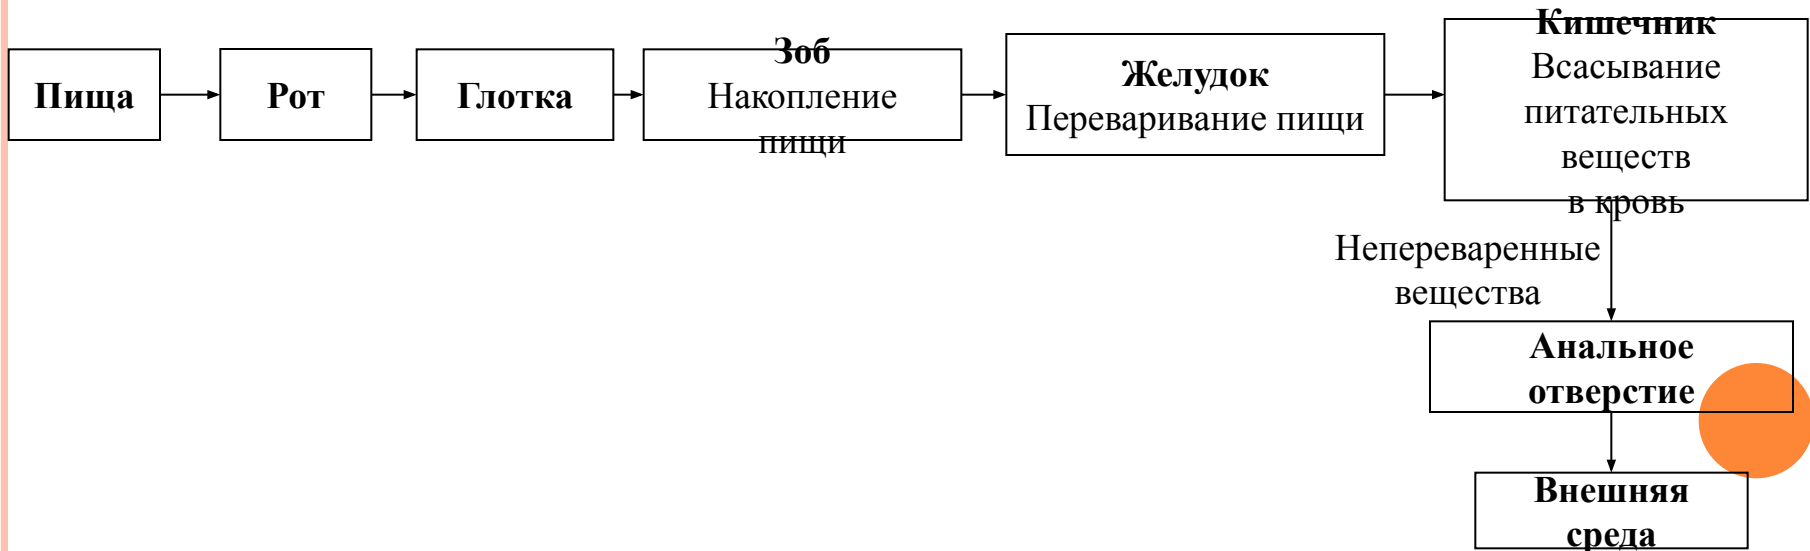 Пища
Рот
Глотка
Зоб
Накопление
пищи
Желудок
Переваривание пищи
Кишечник
Всасывание
питательных
веществ
в кровь
Непереваренные
вещества
Анальное
отверстие
Внешняя
среда